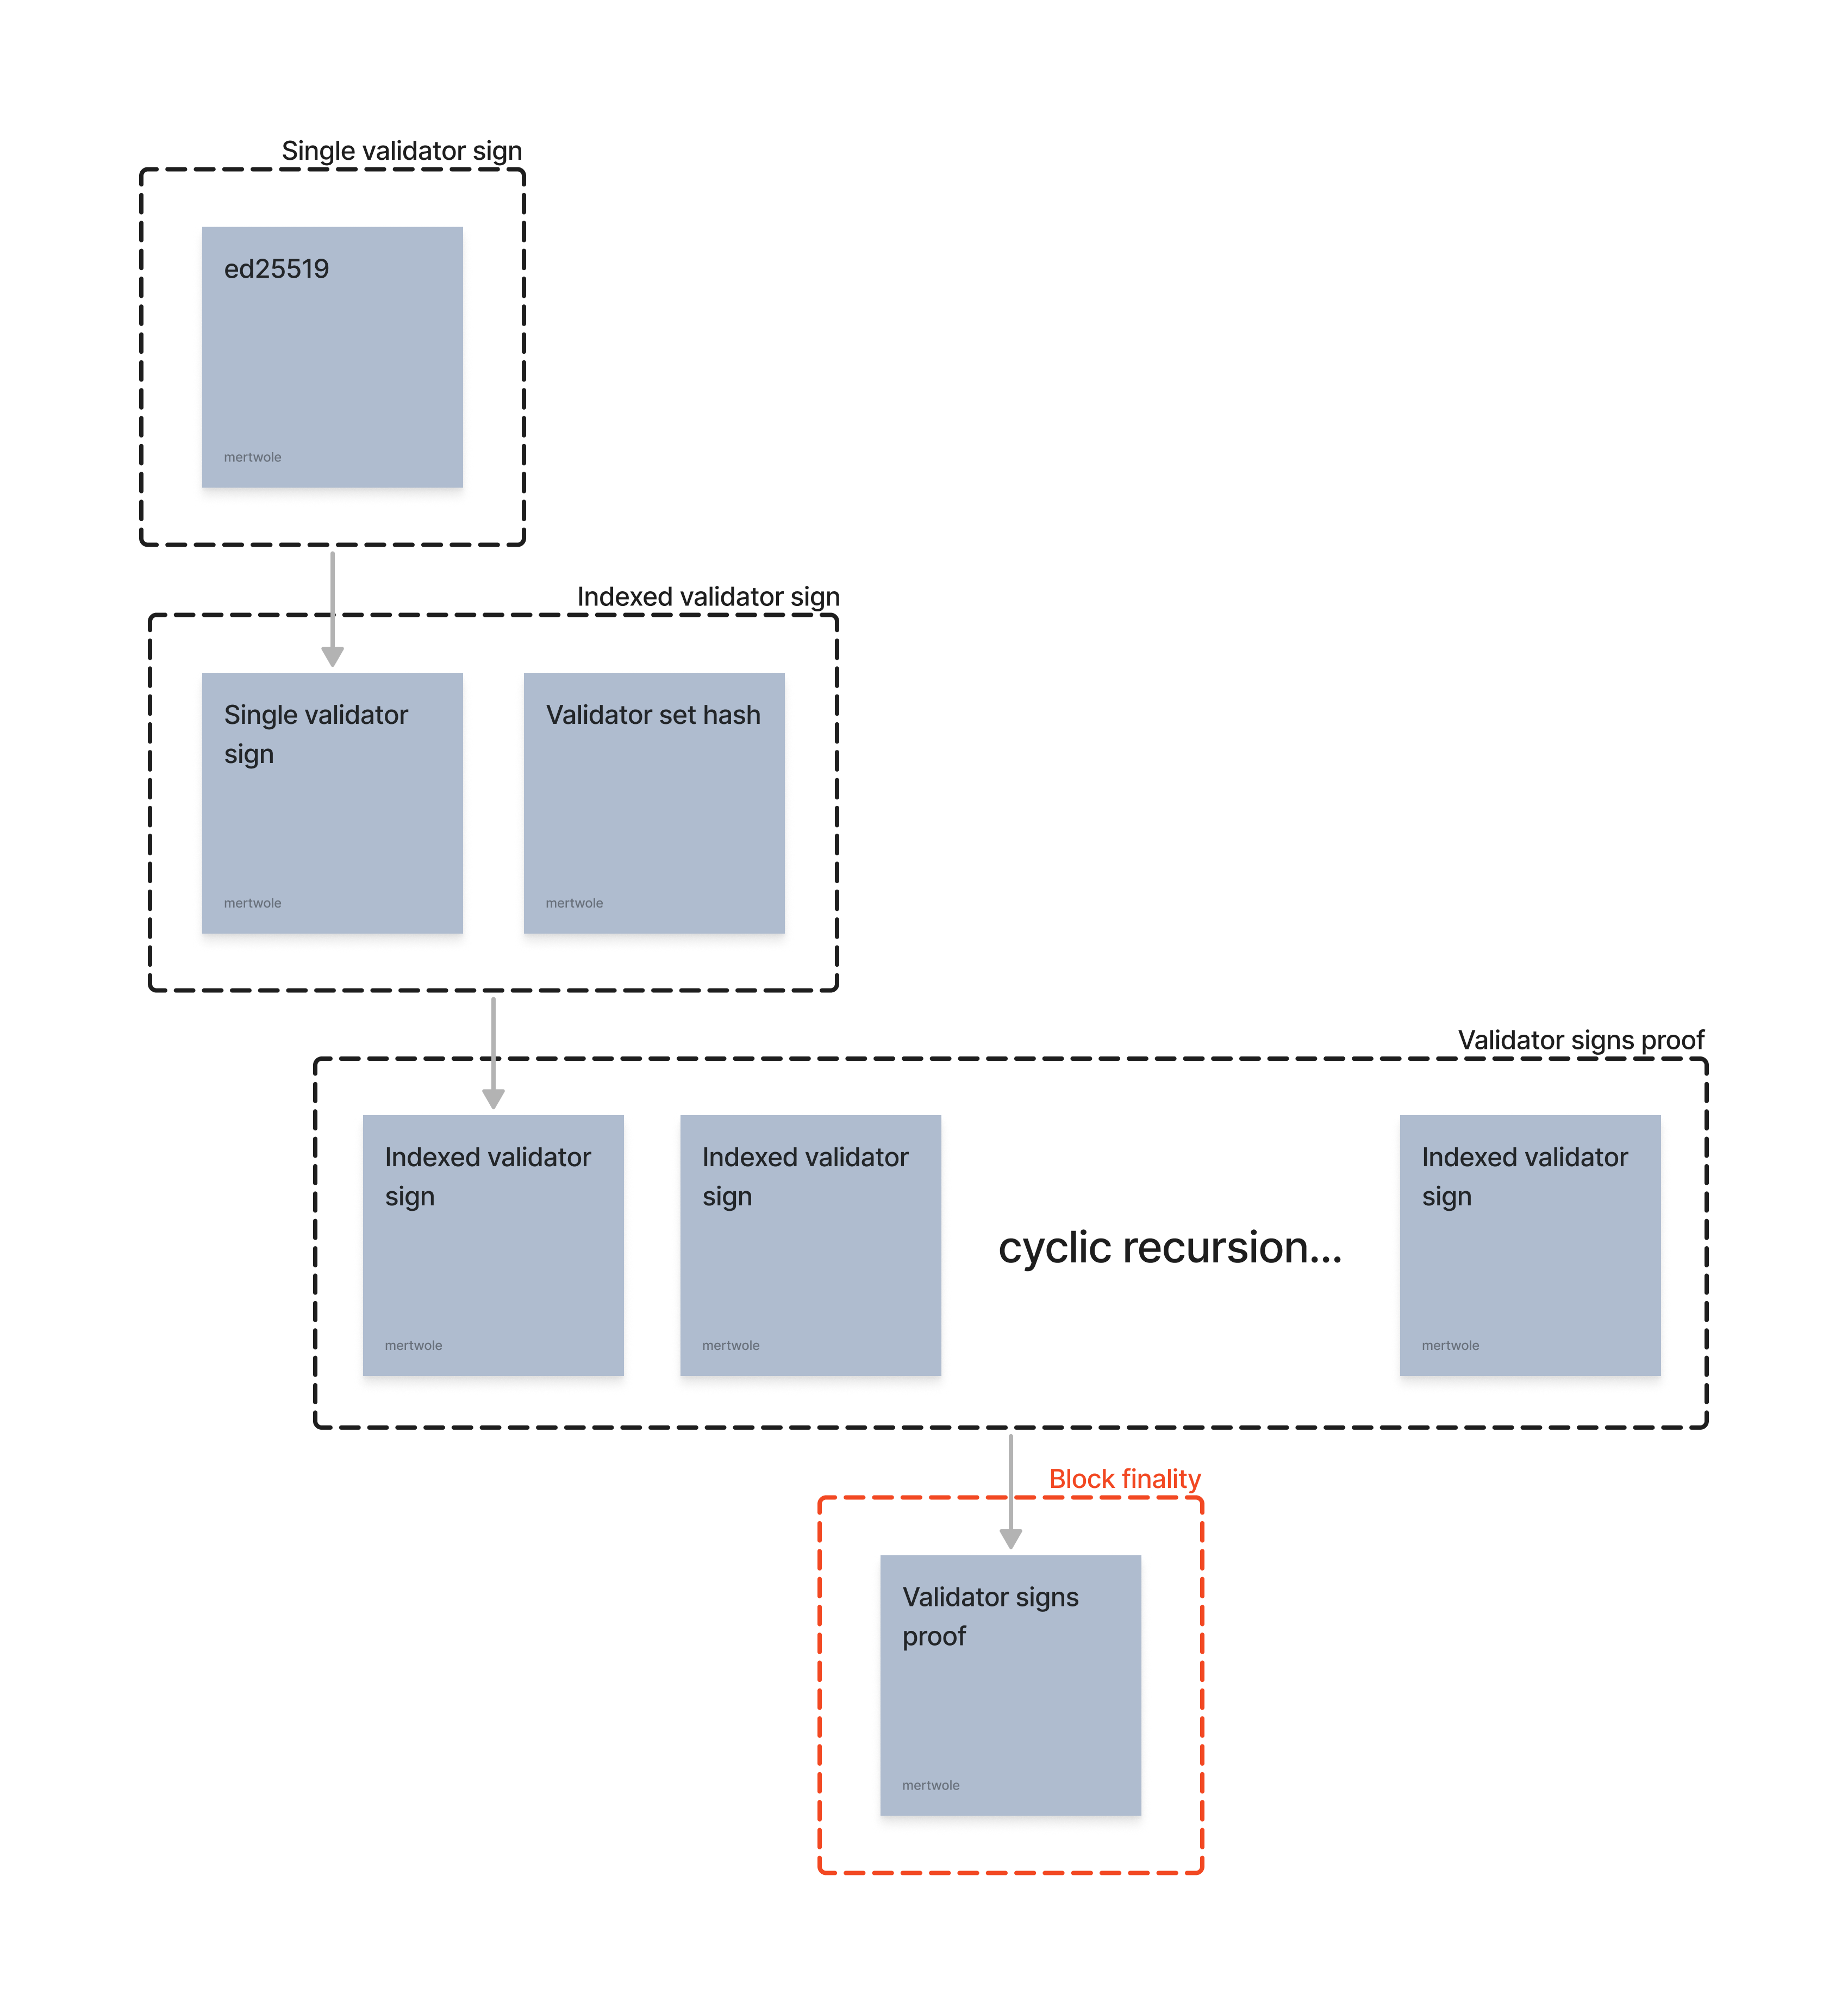 Single validator sign
ed25519
mertwole
Indexed validator sign
Single validator
sign
mertwole
Validator set hash
mertwole
Validator signs proof
Indexed validator
sign
mertwole
Indexed validator
sign
mertwole
cyclic recursion...
Indexed validator
sign
mertwole
Block finality
Validator signs
proof
mertwole